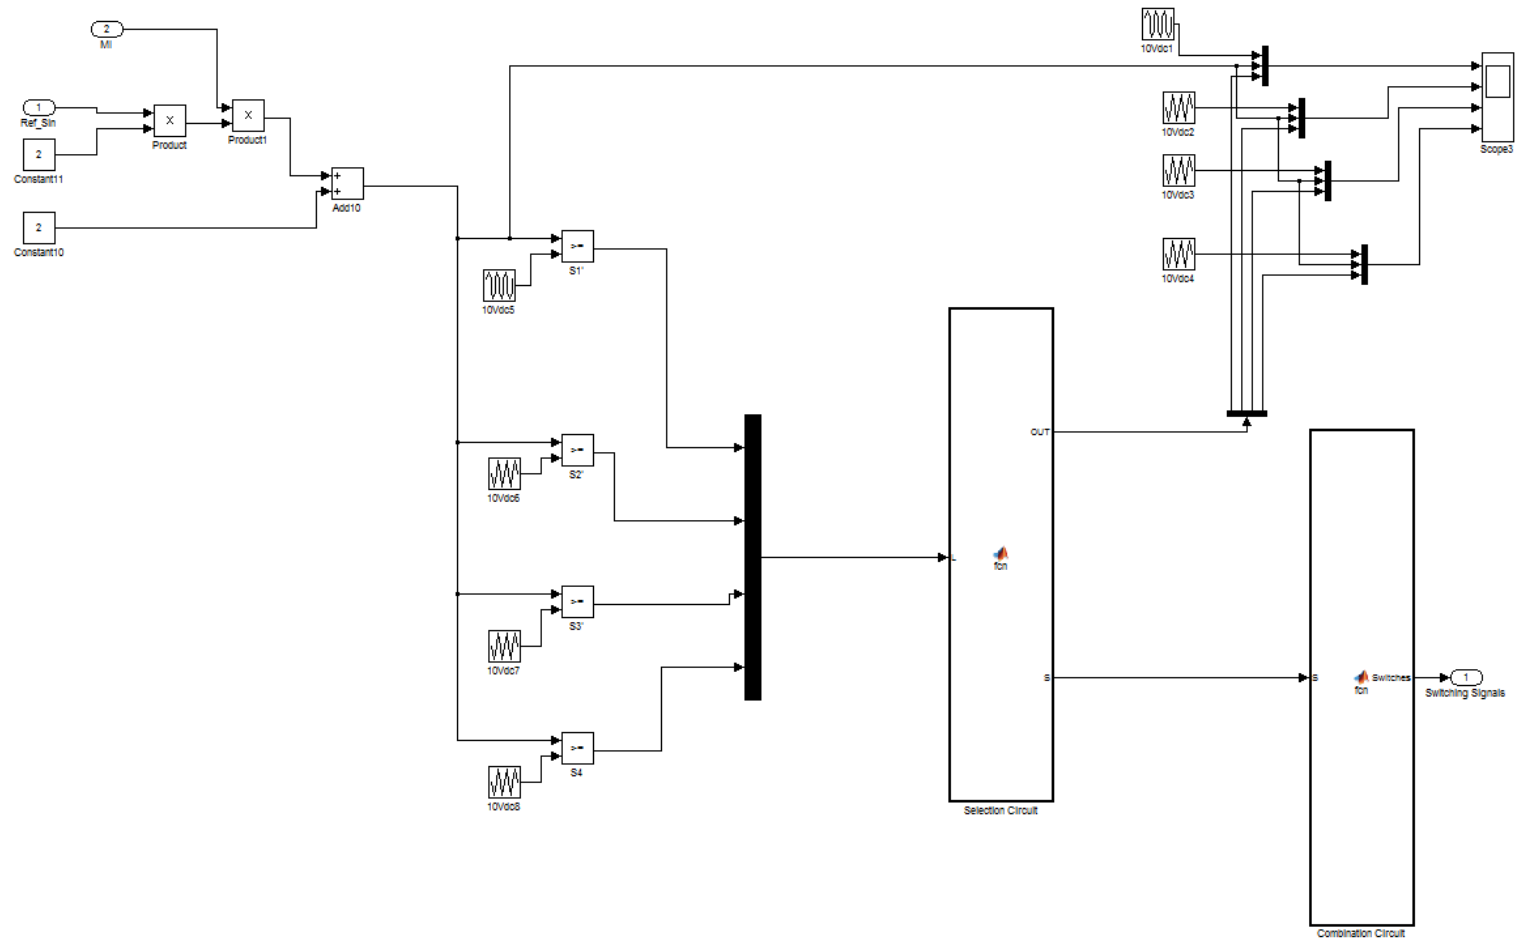 2
MI
1
Ref_Sin
X
Product
X
Product1
2
Constant11
2
Constant10
+
+
Add10
10Vdc1
10Vdc2
10Vdc3
10Vdc4
Scope3
>=
S1'
10Vdc5
>=
S2'
10Vdc6
>=
S3'
10Vdc7
>=
S4
10Vdc8
L
fcn
OUT
S
Selection Circuit
S
fcn
Switches
Combination Circuit
1
Switching Signals